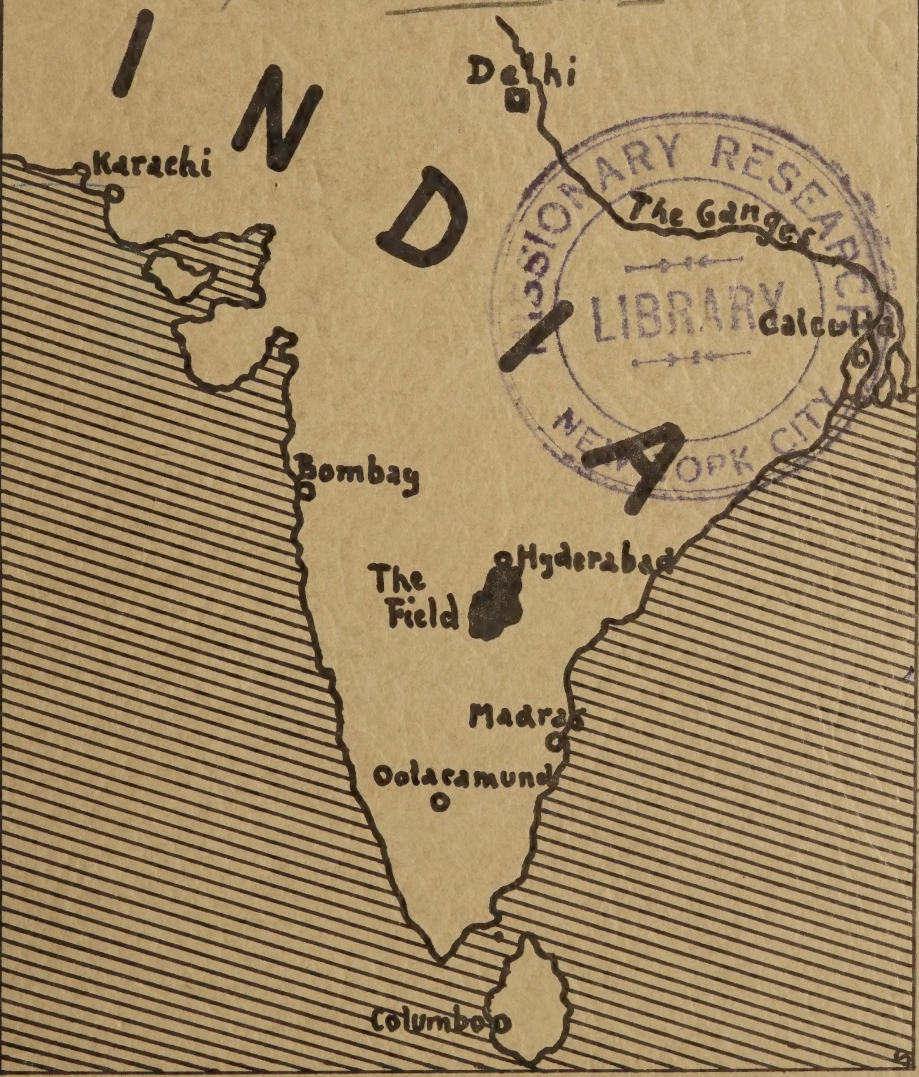 INDIA
Delhi
Karachi
The Ganges
MISSIONARY RESEARCH
LIBRARY
NEW YORK CITY
Calcutta
Bombay
Hyderabad
The
Field
Madras
Ootacamund
Columbo